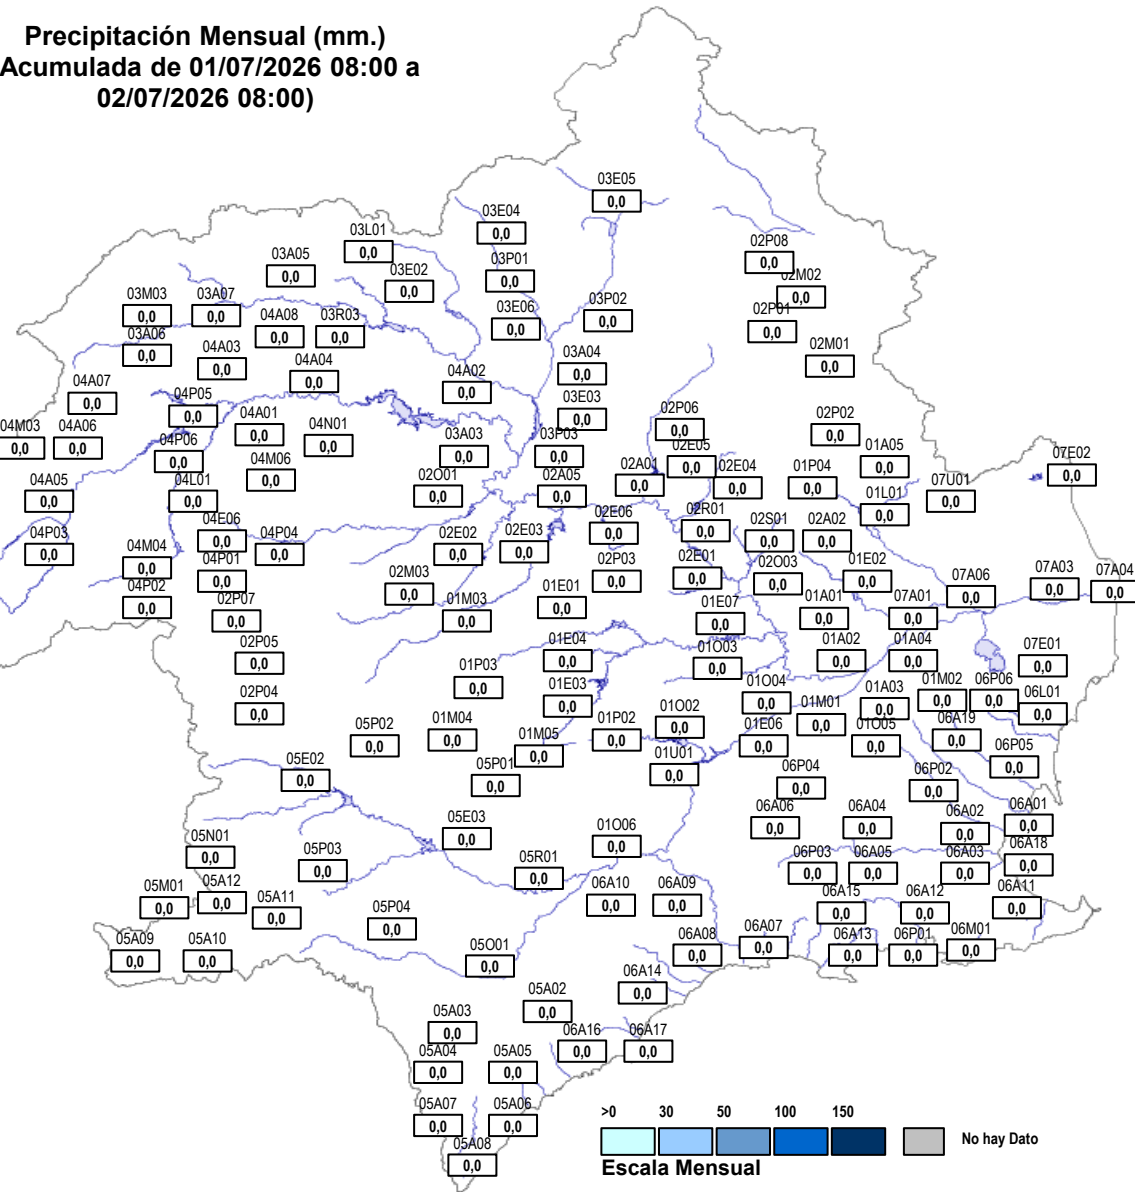 Precipitación Mensual (mm.)
Acumulada de 01/07/2026 08:00 a
02/07/2026 08:00)
03E05
0,0
03E04
0,0
03L01
0,0
02P08
0,0
03A05
0,0
03P01
0,0
03E02
0,0
02M02
0,0
03M03
0,0
03A07
0,0
03P02
0,0
04A08
0,0
03R03
0,0
03E06
0,0
02P01
0,0
03A06
0,0
04A03
0,0
03A04
0,0
02M01
0,0
04A04
0,0
04A02
0,0
04A07
0,0
04P05
0,0
03E03
0,0
02P06
0,0
02P02
0,0
04M03
0,0
04A06
0,0
04A01
0,0
04N01
0,0
03A03
0,0
03P03
0,0
02E05
0,0
01A05
0,0
07E02
0,0
04P06
0,0
04M06
0,0
02A01
0,0
02E04
0,0
01P04
0,0
07U01
0,0
04A05
0,0
04L01
0,0
02O01
0,0
02A05
0,0
01L01
0,0
02R01
0,0
02E06
0,0
04E06
0,0
02S01
0,0
02A02
0,0
04P03
0,0
04P04
0,0
02E02
0,0
02E03
0,0
04M04
0,0
04P01
0,0
02P03
0,0
02E01
0,0
02O03
0,0
01E02
0,0
07A06
0,0
07A03
0,0
07A04
0,0
02M03
0,0
04P02
0,0
02P07
0,0
01M03
0,0
01E01
0,0
01E07
0,0
01A01
0,0
07A01
0,0
02P05
0,0
01E04
0,0
01O03
0,0
01A02
0,0
01A04
0,0
07E01
0,0
01P03
0,0
01E03
0,0
01O04
0,0
01A03
0,0
01M02
0,0
06P06
0,0
06L01
0,0
02P04
0,0
01O02
0,0
01M01
0,0
05P02
0,0
01M04
0,0
01P02
0,0
01E06
0,0
01O05
0,0
06A19
0,0
01M05
0,0
06P05
0,0
05E02
0,0
05P01
0,0
01U01
0,0
06P04
0,0
06P02
0,0
06A06
0,0
06A04
0,0
06A02
0,0
06A01
0,0
05E03
0,0
01O06
0,0
05N01
0,0
05P03
0,0
05R01
0,0
06P03
0,0
06A05
0,0
06A03
0,0
06A18
0,0
05M01
0,0
05A12
0,0
05A11
0,0
06A10
0,0
06A09
0,0
06A15
0,0
06A12
0,0
06A11
0,0
05P04
0,0
05A09
0,0
05A10
0,0
05O01
0,0
06A08
0,0
06A07
0,0
06A13
0,0
06P01
0,0
06M01
0,0
06A14
0,0
05A02
0,0
05A03
0,0
06A16
0,0
06A17
0,0
05A04
0,0
05A05
0,0
05A07
0,0
05A06
0,0
05A08
0,0
>0 30 50 100 150
No hay Dato
Escala Mensual